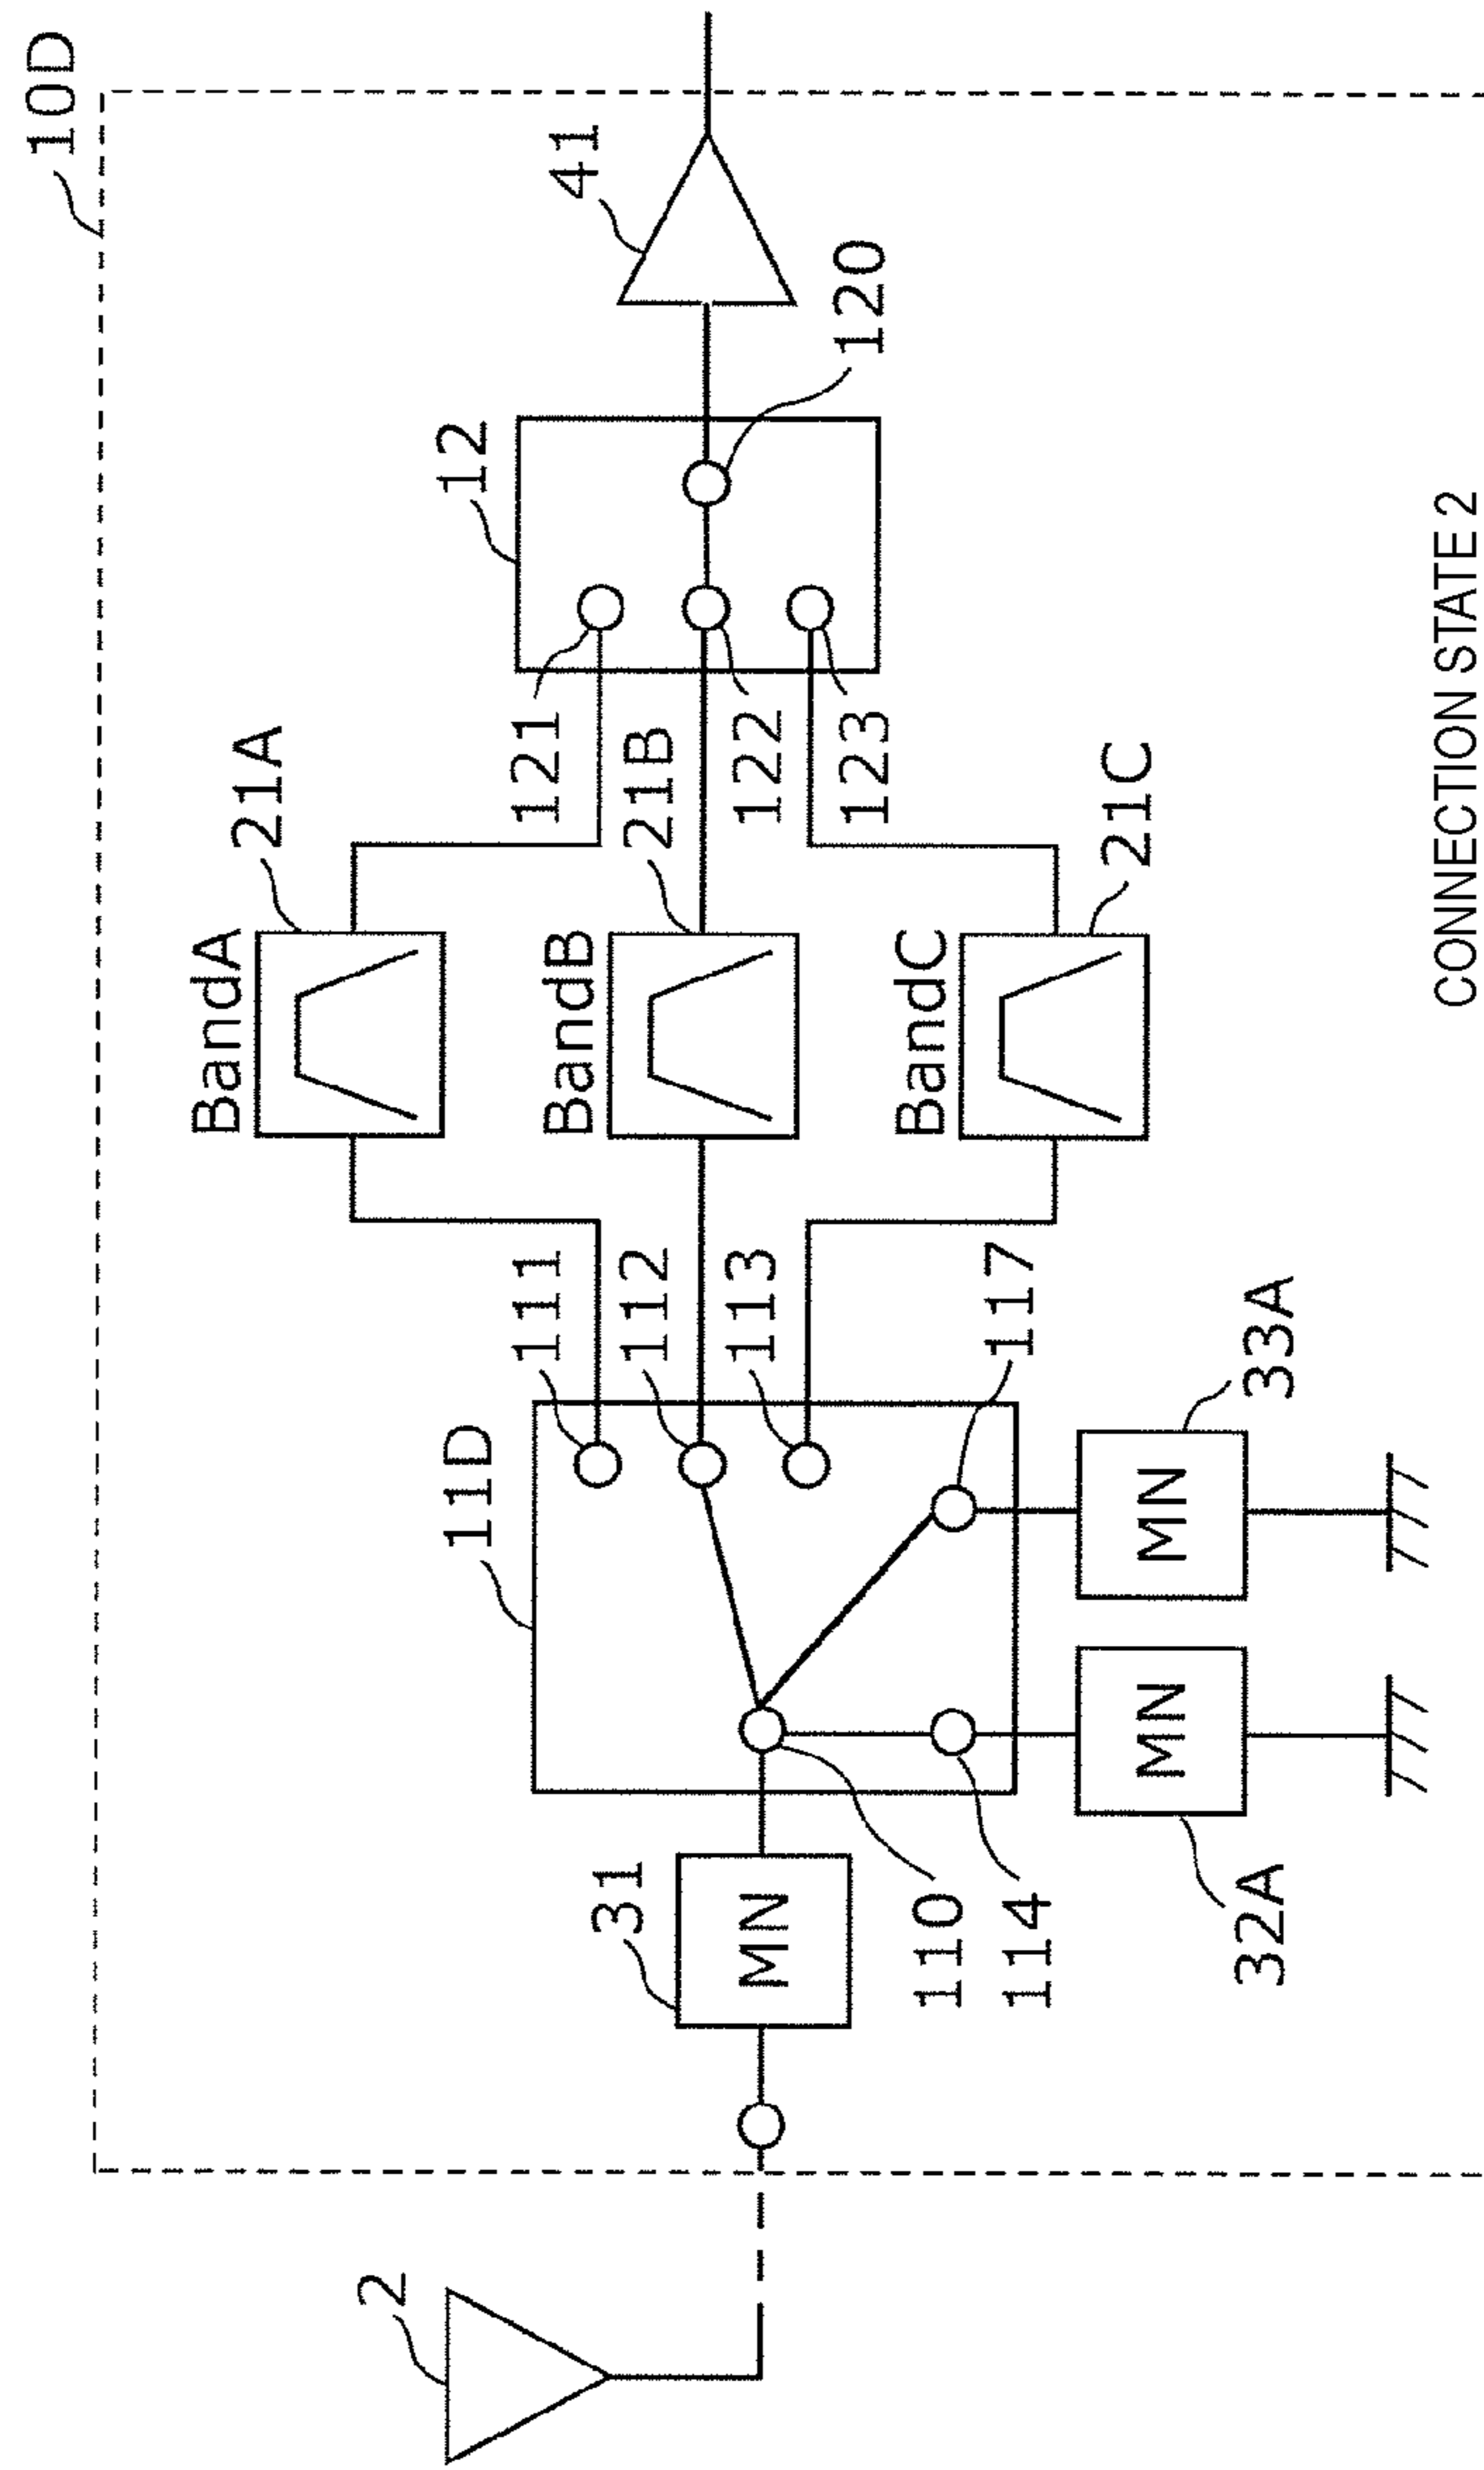 10D
2
31
MN
11D
110
114
111
112
113
117
32A
MN
33A
MN
BandA
21A
BandB
21B
BandC
21C
12
121
122
123
120
41
CONNECTION STATE 2